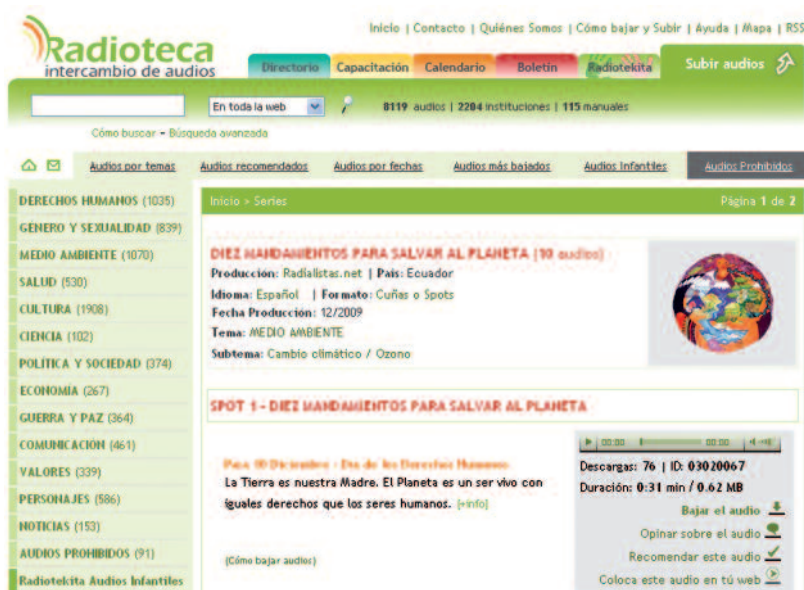 Inicio | Contacto | Quiénes Somos | Cómo bajar y Subir | Ayuda | Mapa | RSS
Radioteca
intercambio de audios
Directorio Capacitación Calendario Boletín Radiotekita Subir audios
En toda la web 8119 audios | 2204 instituciones | 115 manuales
Cómo buscar - Búsqueda avanzada
Audios por temas Audios recomendados Audios por fechas Audios más bajados Audios Infantiles Audios Prohibidos
DERECHOS HUMANOS (1035)
GÉNERO Y SEXUALIDAD (839)
MEDIO AMBIENTE (1070)
SALUD (530)
CULTURA (1908)
CIENCIA (102)
POLÍTICA Y SOCIEDAD (374)
ECONOMÍA (267)
GUERRA Y PAZ (364)
COMUNICACIÓN (461)
VALORES (339)
PERSONAJES (586)
NOTICIAS (153)
AUDIOS PROHIBIDOS (91)
Radiotekita Audios Infantiles
Inicio > Series Página 1 de 2
DIEZ MANDAMIENTOS PARA SALVAR AL PLANETA (10 audios)
Producción: Radialistas.net | País: Ecuador
Idioma: Español | Formato: Cuñas o Spots
Fecha Producción: 12/2009
Tema: MEDIO AMBIENTE
Subtema: Cambio climático / Ozono
SPOT 1 - DIEZ MANDAMIENTOS PARA SALVAR AL PLANETA
Para 10 Diciembre - Día de los Derechos Humanos
La Tierra es nuestra Madre. El Planeta es un ser vivo con
iguales derechos que los seres humanos. [+info]
(Cómo bajar audios)
00:00 00:00
Descargas: 76 | ID: 03020067
Duración: 0:31 min / 0.62 MB
Bajar el audio
Opinar sobre el audio
Recomendar este audio
Coloca este audio en tú web